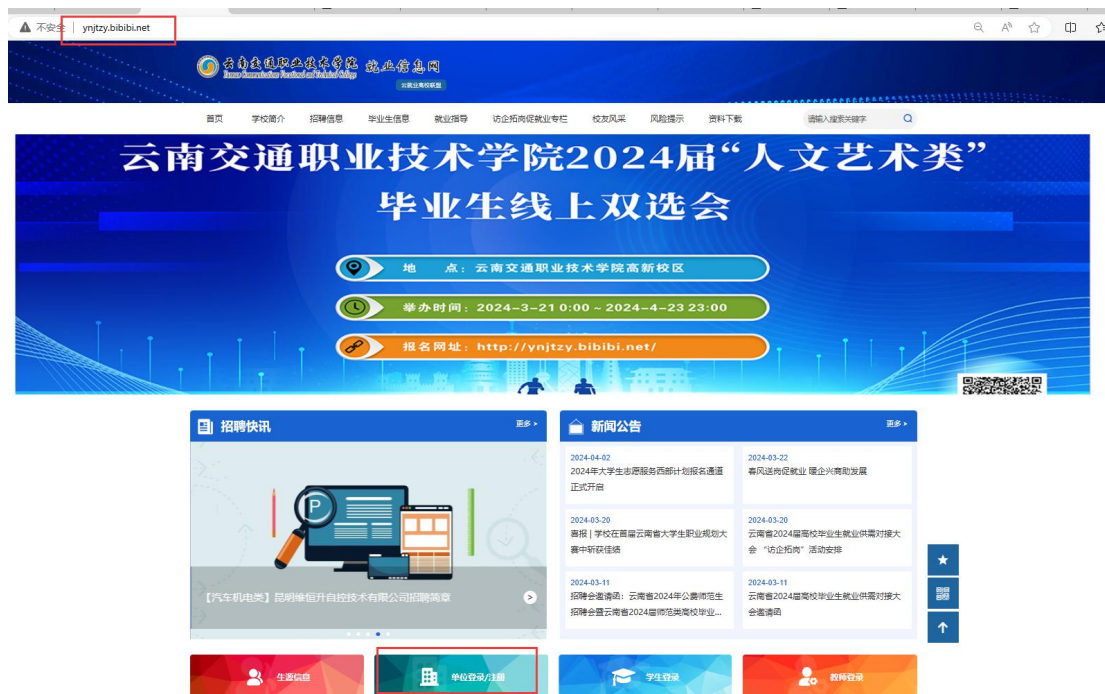 不安全 ynjtzy.bibibi.net
云南交通职业技术学院 就业信息网
Yunnan Communications Vocational and Technical College
云就业高校联盟
首页 学校简介 招聘信息 毕业生信息 就业指导 访企拓岗促就业专栏 校友风采 风险提示 资料下载 请输入搜索关键字
云南交通职业技术学院2024届“人文艺术类”
毕业生线上双选会
地 点：云南交通职业技术学院高新校区
举办时间：2024-3-21 0:00 ~ 2024-4-23 23:00
报名网址：http://ynjtzy.bibibi.net/
招聘快讯 更多
【汽车机电类】昆明维恒升自控技术有限公司招聘简章
新闻公告 更多
2024-04-02
2024年大学生志愿服务西部计划报名通道
正式开启
2024-03-22
春风送岗促就业 暖企兴商助发展
2024-03-20
喜报 | 学校在首届云南省大学生职业规划大
赛中斩获佳绩
2024-03-20
云南省2024届高校毕业生就业供需对接大
会 “访企拓岗”活动安排
2024-03-11
招聘会邀请函：云南省2024年公费师范生
招聘会暨云南省2024届师范类高校毕业...
2024-03-11
云南省2024届高校毕业生就业供需对接大
会邀请函
生源信息 单位登录/注册 学生登录 教师登录